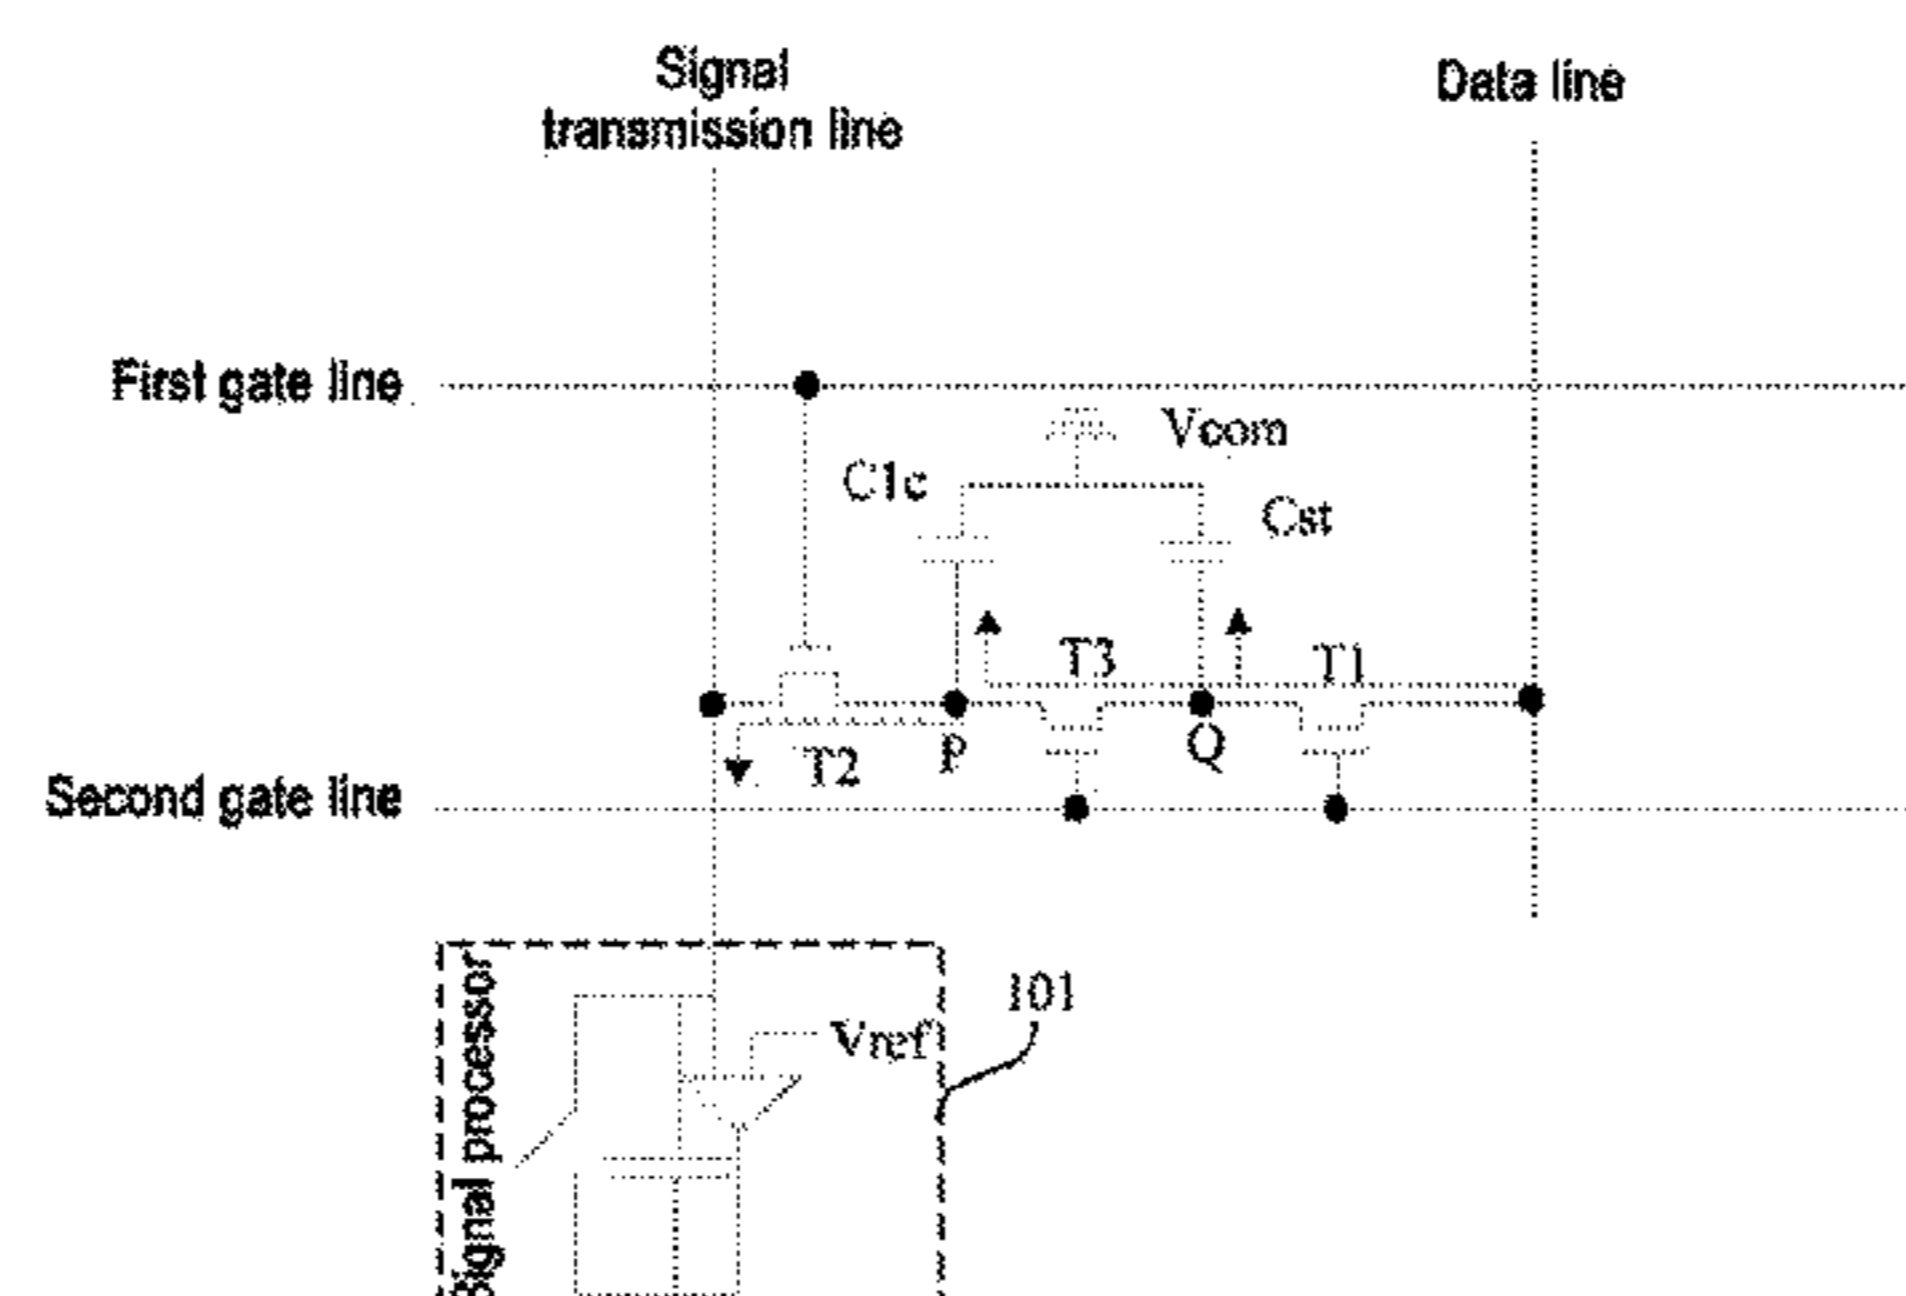 Signal
transmission line
Data line
First gate line
Vcom
C1c
Cst
T3
T1
P
Q
T2
Second gate line
Signal processor
101
Vref